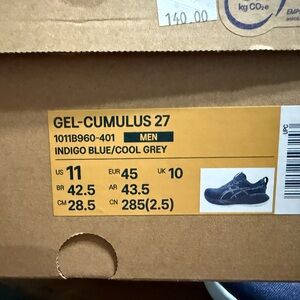 140.00
kg CO₂e
GEL-CUMULUS 27
1011B960-401 MEN
INDIGO BLUE/COOL GREY
US 11 EUR 45 UK 10
BR 42.5 AR 43.5
CM 28.5 CN 285(2.5)
UPC